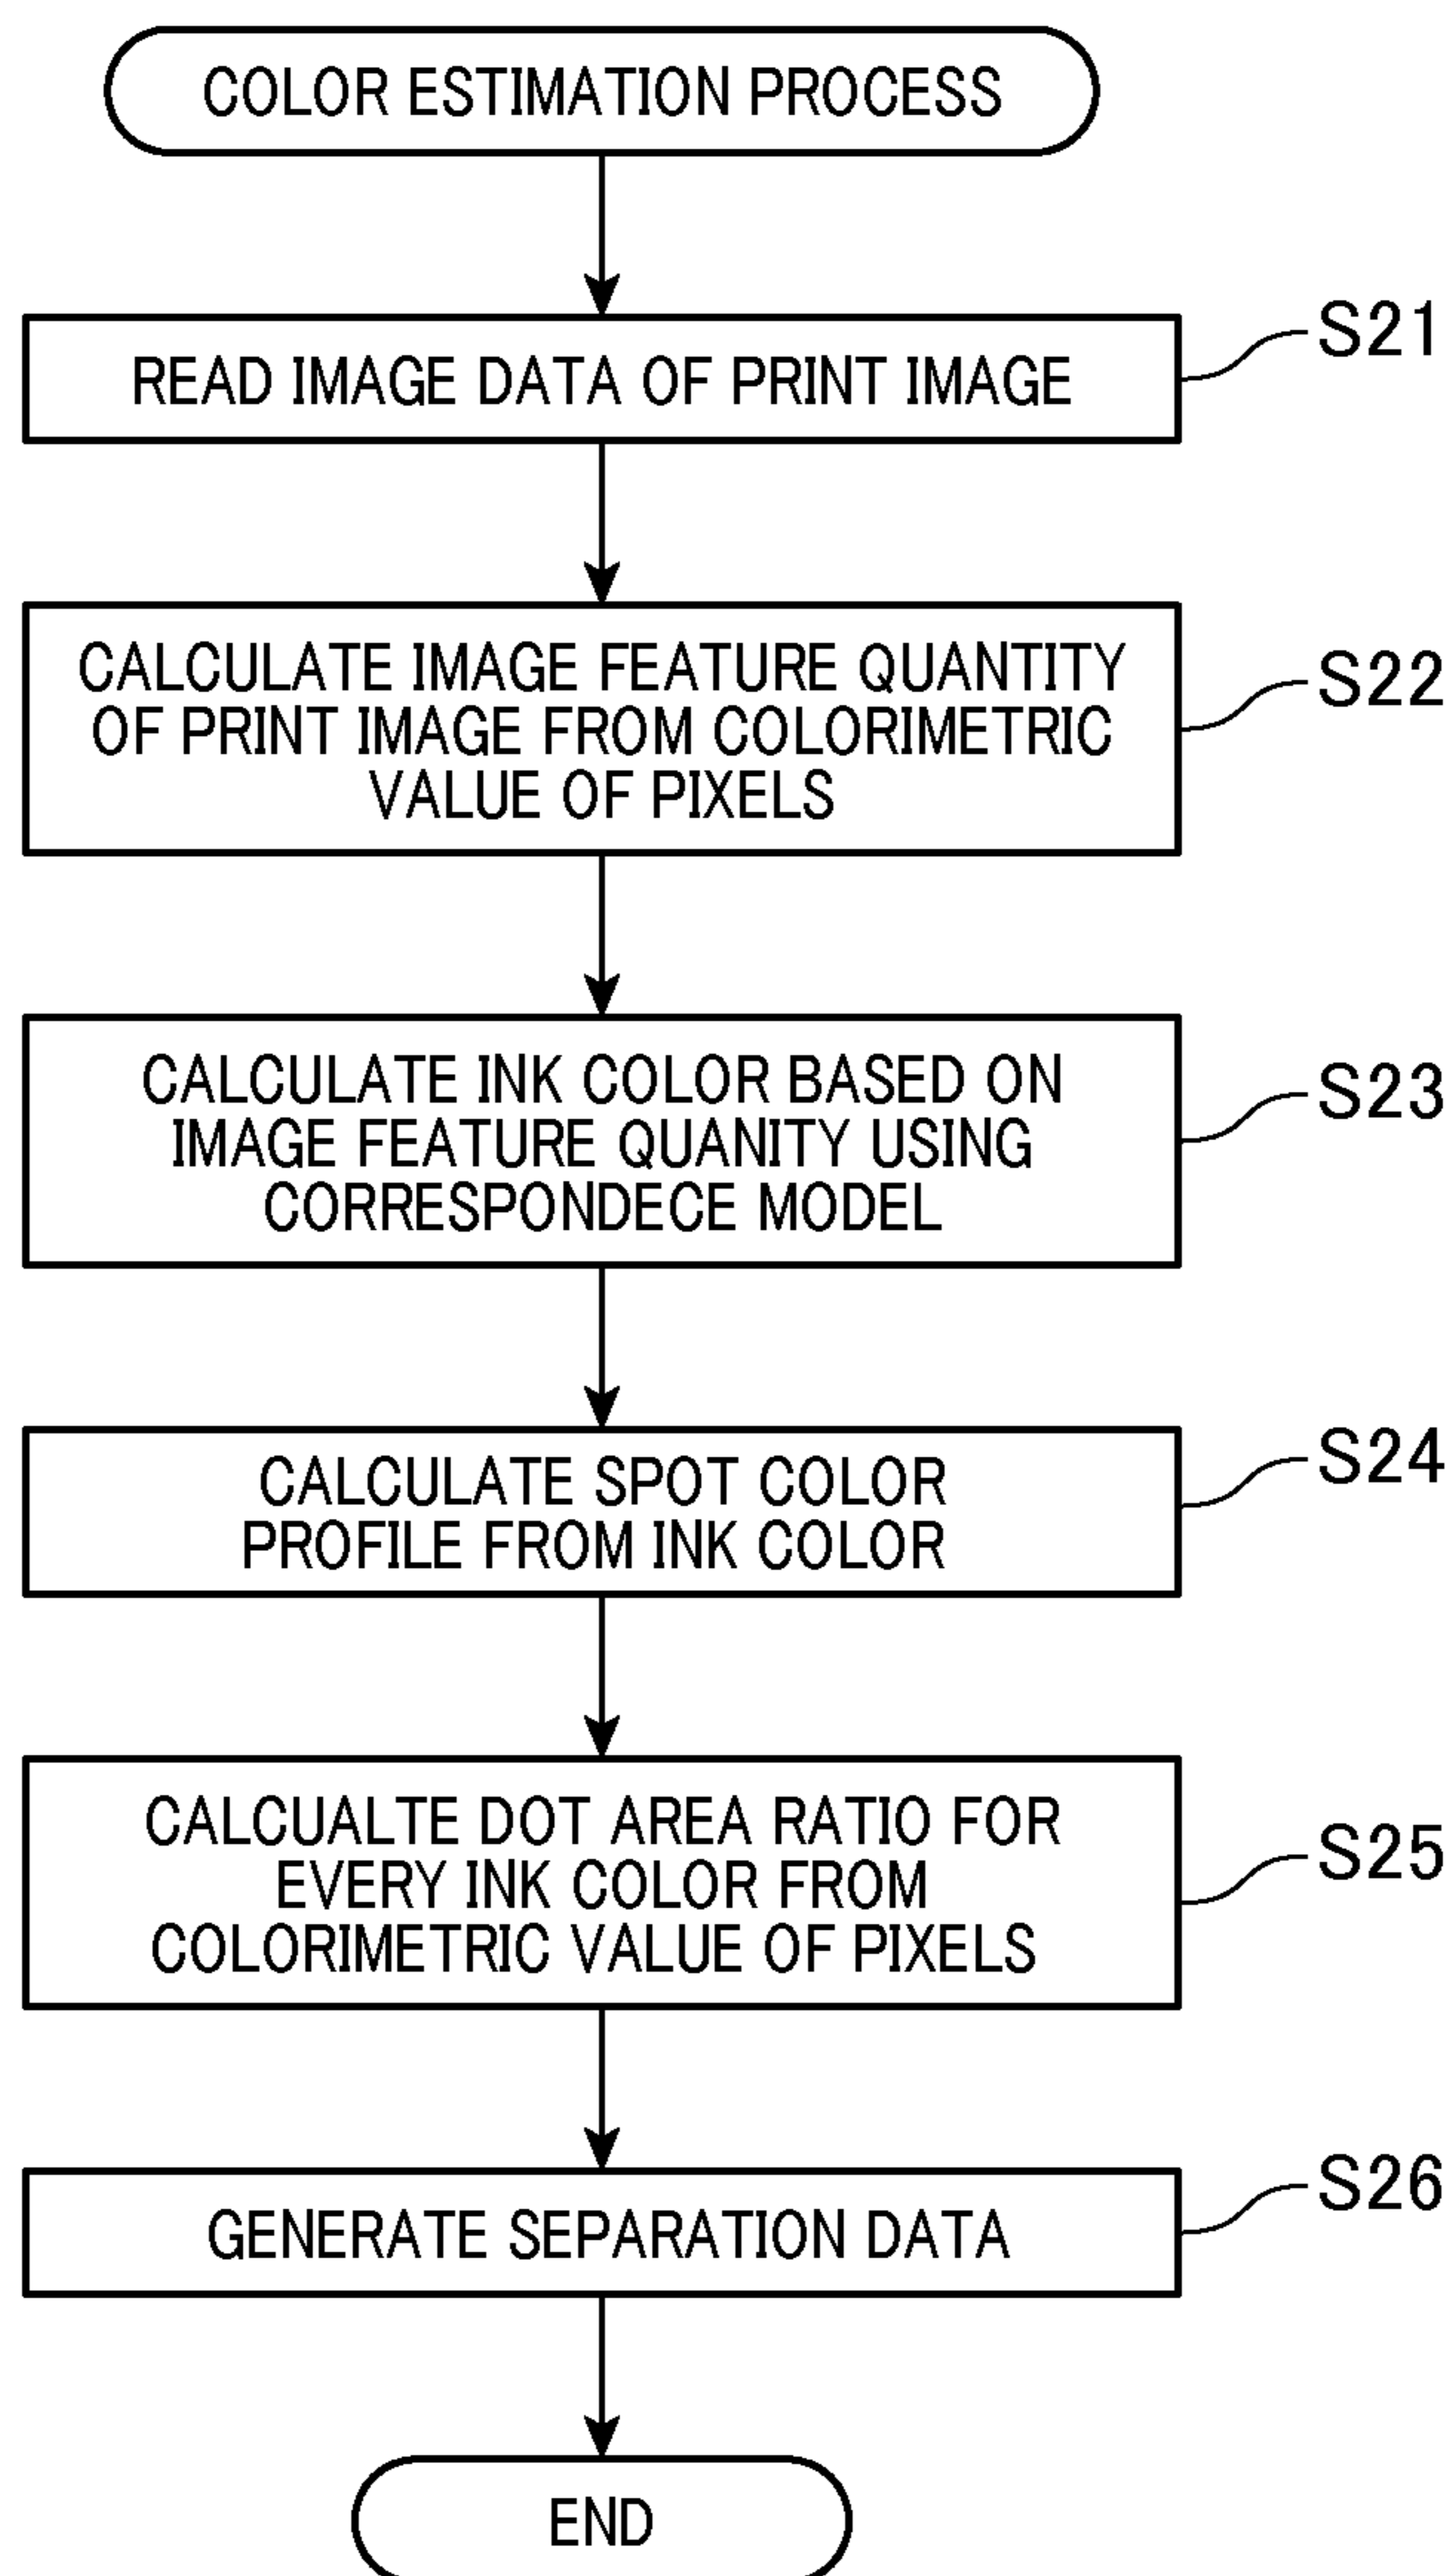 COLOR ESTIMATION PROCESS
READ IMAGE DATA OF PRINT IMAGE
S21
CALCULATE IMAGE FEATURE QUANTITY
OF PRINT IMAGE FROM COLORIMETRIC
VALUE OF PIXELS
S22
CALCULATE INK COLOR BASED ON
IMAGE FEATURE QUANITY USING
CORRESPONDECE MODEL
S23
CALCULATE SPOT COLOR
PROFILE FROM INK COLOR
S24
CALCUALTE DOT AREA RATIO FOR
EVERY INK COLOR FROM
COLORIMETRIC VALUE OF PIXELS
S25
GENERATE SEPARATION DATA
S26
END